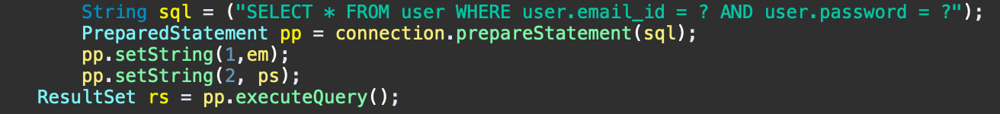 String sql = ("SELECT * FROM user WHERE user.email_id = ? AND user.password = ?");
PreparedStatement pp = connection.prepareStatement(sql);
pp.setString(1,em);
pp.setString(2, ps);
ResultSet rs = pp.executeQuery();